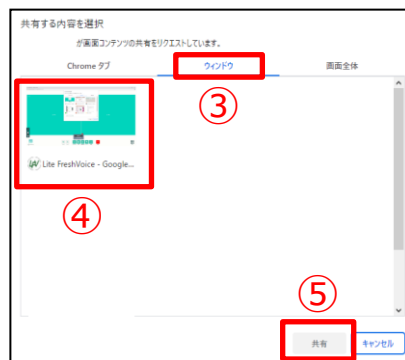 共有する内容を選択
が画面コンテンツの共有をリクエストしています。
Chrome タブ
ウィンドウ
画面全体
③
Lite FreshVoice - Google...
④
⑤
共有
キャンセル